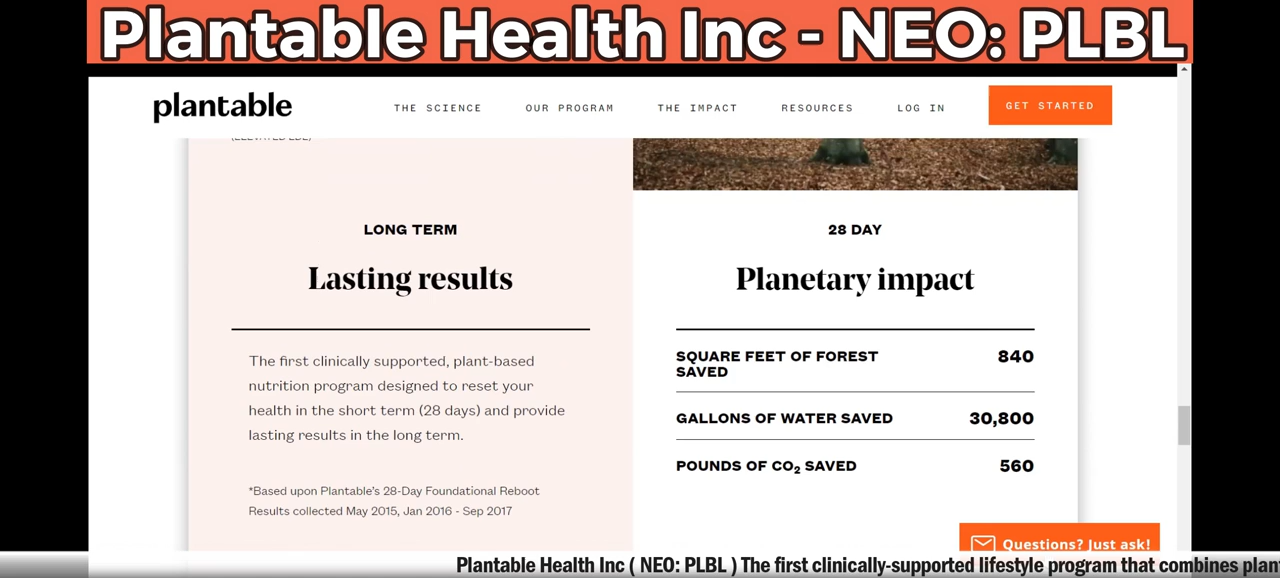 Plantable Health Inc - NEO: PLBL
plantable
THE SCIENCE
OUR PROGRAM
THE IMPACT
RESOURCES
LOG IN
GET STARTED
LONG TERM
Lasting results
The first clinically supported, plant-based
nutrition program designed to reset your
health in the short term (28 days) and provide
lasting results in the long term.
*Based upon Plantable's 28-Day Foundational Reboot
Results collected May 2015, Jan 2016 - Sep 2017
28 DAY
Planetary impact
SQUARE FEET OF FOREST
SAVED
840
GALLONS OF WATER SAVED
30,800
POUNDS OF CO₂ SAVED
560
Questions? Just ask!
Plantable Health Inc ( NEO: PLBL ) The first clinically-supported lifestyle program that combines plan